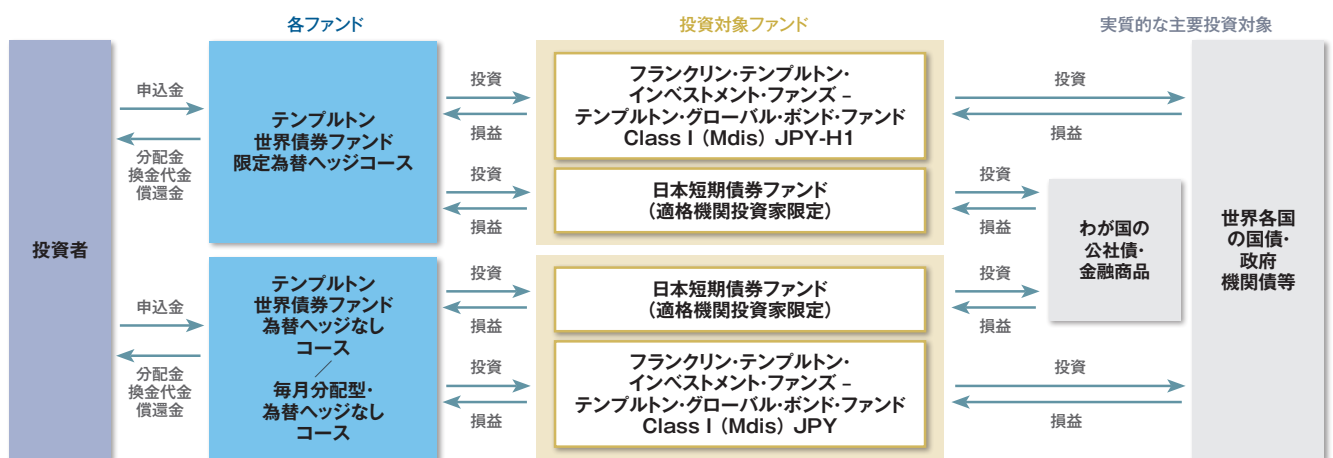 各ファンド
投資対象ファンド
実質的な主要投資対象
投資者
申込金
分配金
換金代金
償還金
テンプルトン
世界債券ファンド
限定為替ヘッジコース
投資
損益
フランクリン・テンプルトン・
インベストメント・ファンズ –
テンプルトン・グローバル・ボンド・ファンド
Class I (Mdis) JPY-H1
投資
損益
投資
損益
日本短期債券ファンド
（適格機関投資家限定）
投資
損益
わが国の
公社債・
金融商品
世界各国
の国債・
政府
機関債等
申込金
分配金
換金代金
償還金
テンプルトン
世界債券ファンド
為替ヘッジなし
コース
／
毎月分配型・
為替ヘッジなし
コース
投資
損益
日本短期債券ファンド
（適格機関投資家限定）
投資
損益
投資
損益
フランクリン・テンプルトン・
インベストメント・ファンズ –
テンプルトン・グローバル・ボンド・ファンド
Class I (Mdis) JPY
投資
損益